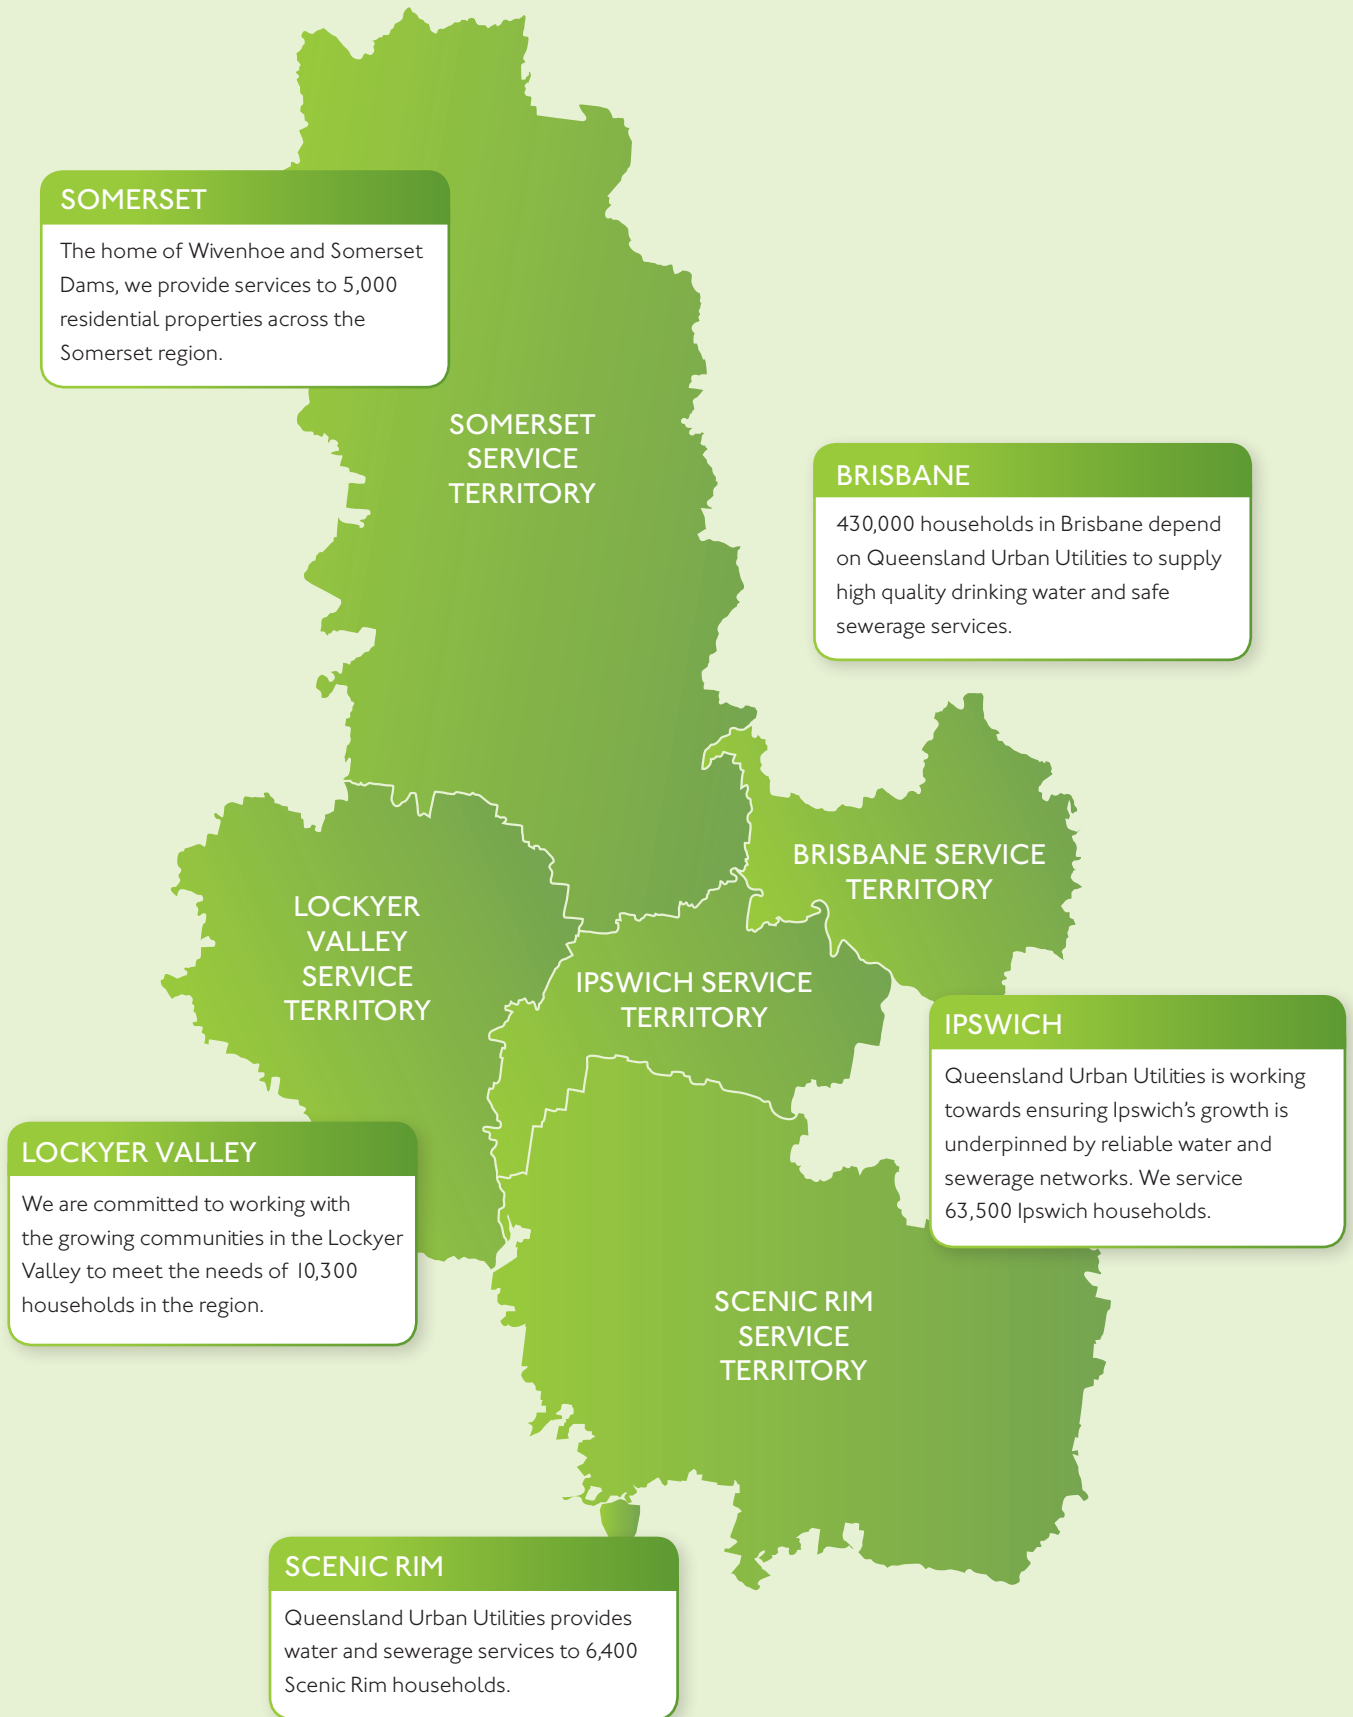 SOMERSET
The home of Wivenhoe and Somerset
Dams, we provide services to 5,000
residential properties across the
Somerset region.
SOMERSET
SERVICE
TERRITORY
BRISBANE
430,000 households in Brisbane depend
on Queensland Urban Utilities to supply
high quality drinking water and safe
sewerage services.
BRISBANE SERVICE
TERRITORY
LOCKYER
VALLEY
SERVICE
TERRITORY
IPSWICH SERVICE
TERRITORY
IPSWICH
Queensland Urban Utilities is working
towards ensuring Ipswich’s growth is
underpinned by reliable water and
sewerage networks. We service
63,500 Ipswich households.
LOCKYER VALLEY
We are committed to working with
the growing communities in the Lockyer
Valley to meet the needs of 10,300
households in the region.
SCENIC RIM
SERVICE
TERRITORY
SCENIC RIM
Queensland Urban Utilities provides
water and sewerage services to 6,400
Scenic Rim households.